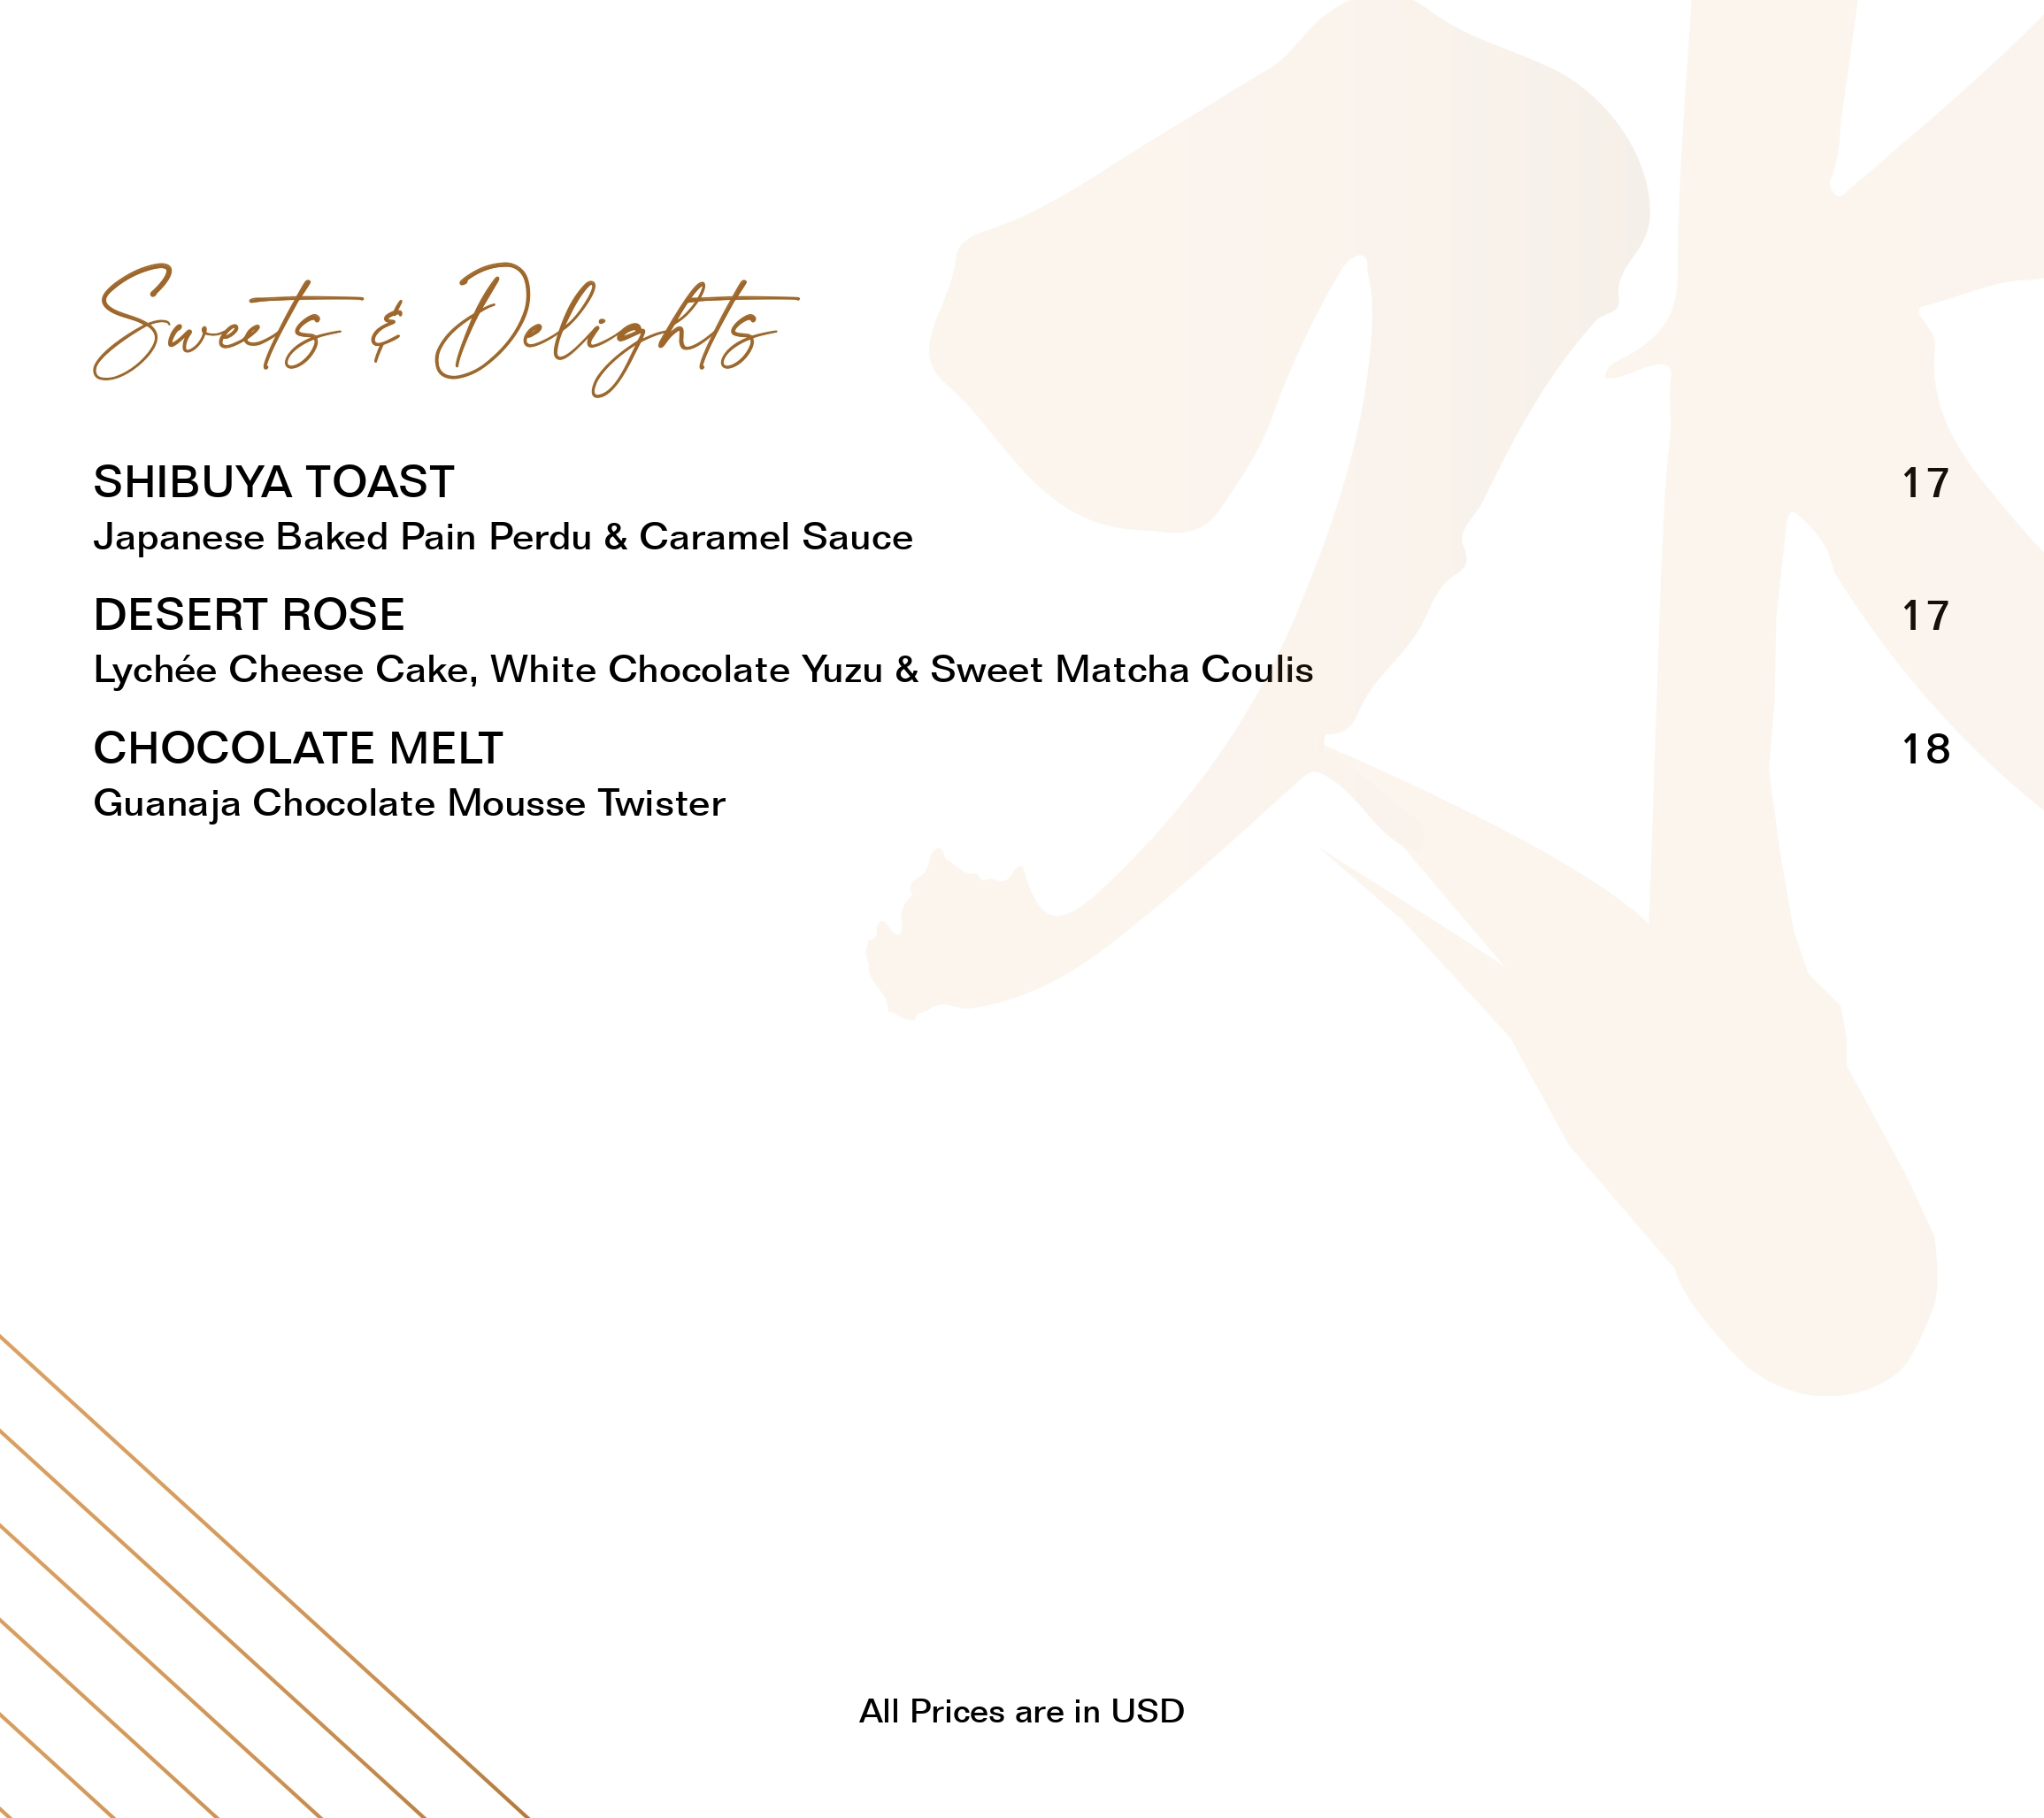 Sweets & Delights
SHIBUYA TOAST 17
Japanese Baked Pain Perdu & Caramel Sauce
DESERT ROSE 17
Lychée Cheese Cake, White Chocolate Yuzu & Sweet Matcha Coulis
CHOCOLATE MELT 18
Guanaja Chocolate Mousse Twister
All Prices are in USD